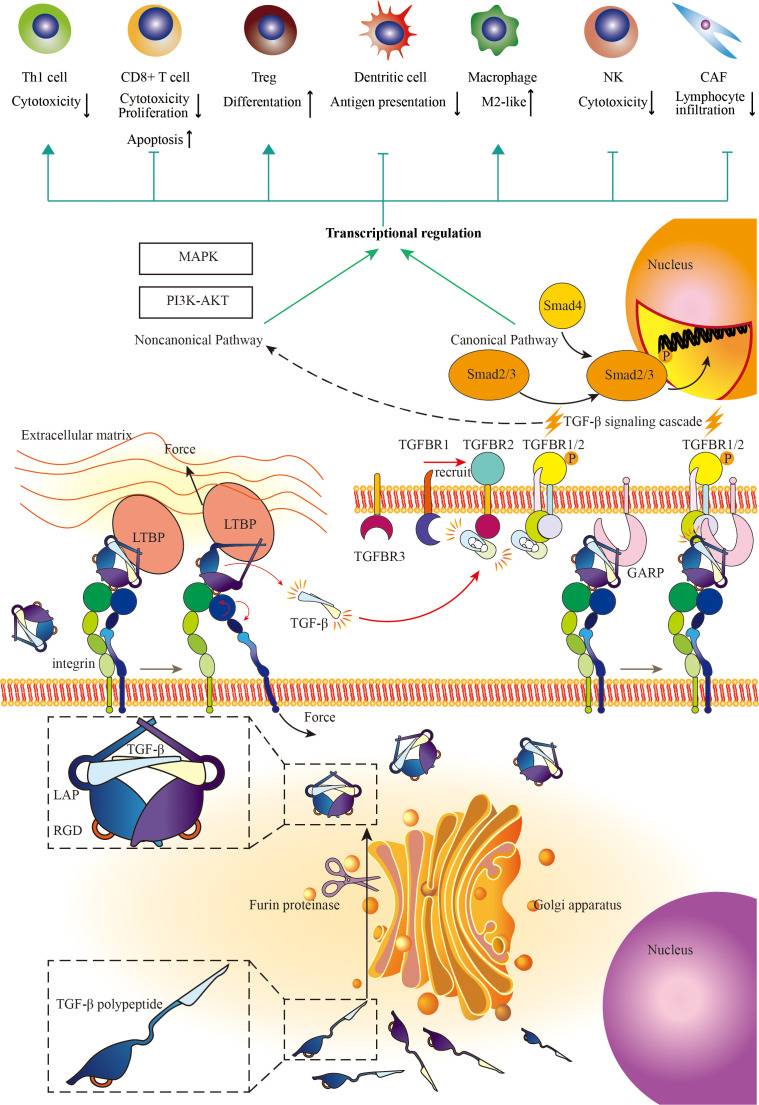 Th1 cell
Cytotoxicity
CD8+ T cell
Cytotoxicity
Proliferation
Apoptosis
Treg
Differentation
Dentritic cell
Antigen presentation
Macrophage
M2-like
NK
Cytotoxicity
CAF
Lymphocyte
infiltration
Transcriptional regulation
MAPK
PI3K-AKT
Noncanonical Pathway
Canonical Pathway
Smad4
Smad2/3
Smad2/3
P
Nucleus
TGF-β signaling cascade
Extracellular matrix
Force
LTBP
LTBP
TGFBR1
TGFBR2
TGFBR1/2
TGFBR1/2
recruit
P
P
TGFBR3
GARP
TGF-β
integrin
Force
TGF-β
LAP
RGD
Furin proteinase
Golgi apparatus
Nucleus
TGF-β polypeptide